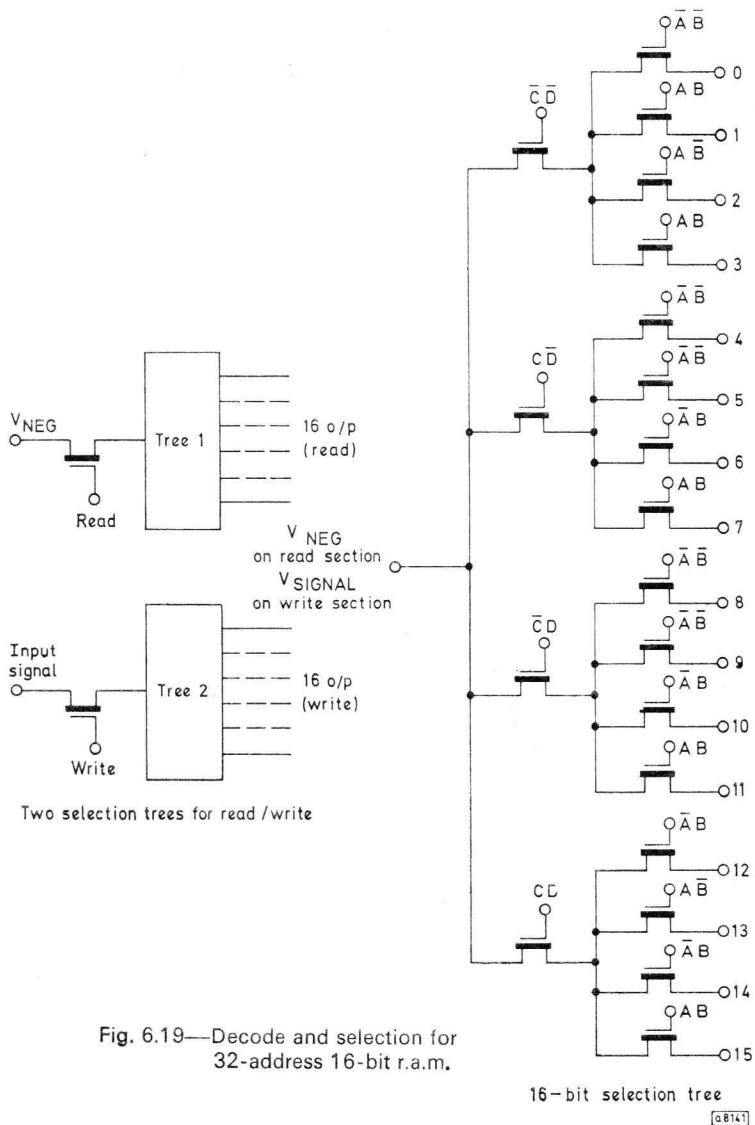 V NEG
Read
Tree 1
16 o/p
(read)
Input
signal
Write
Tree 2
16 o/p
(write)
Two selection trees for read/write
V NEG
on read section
V SIGNAL
on write section
C̅ D̅
A̅ B̅
0
A B
1
A B̅
2
A B
3
C D̅
A̅ B̅
4
A̅ B̅
5
A̅ B
6
A B
7
C̅ D
A̅ B̅
8
A̅ B̅
9
A̅ B
10
A B
11
C D
A̅ B
12
A B̅
13
A̅ B
14
A B
15
16-bit selection tree
Fig. 6.19—Decode and selection for
32-address 16-bit r.a.m.
a8141